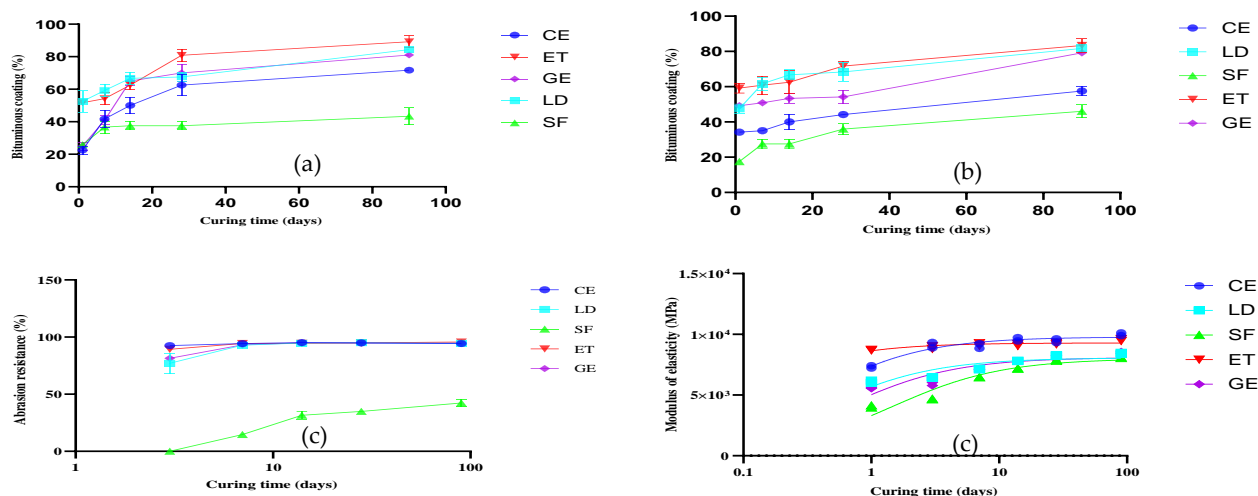 100
80
60
40
20
0
0
20
40
60
80
100
Bituminous coating (%)
Curing time (days)
CE
ET
GE
LD
SF
(a)
100
80
60
40
20
0
0
20
40
60
80
100
Bituminous coating (%)
Curing time (days)
CE
LD
SF
ET
GE
(b)
150
100
50
0
1
10
100
Abrasion resistance (%)
Curing time (days)
CE
LD
SF
ET
GE
(c)
1.5×10⁴
1×10⁴
5×10³
0
0.1
1
10
100
Modulus of elasticity (MPa)
Curing time (days)
CE
LD
SF
ET
GE
(c)